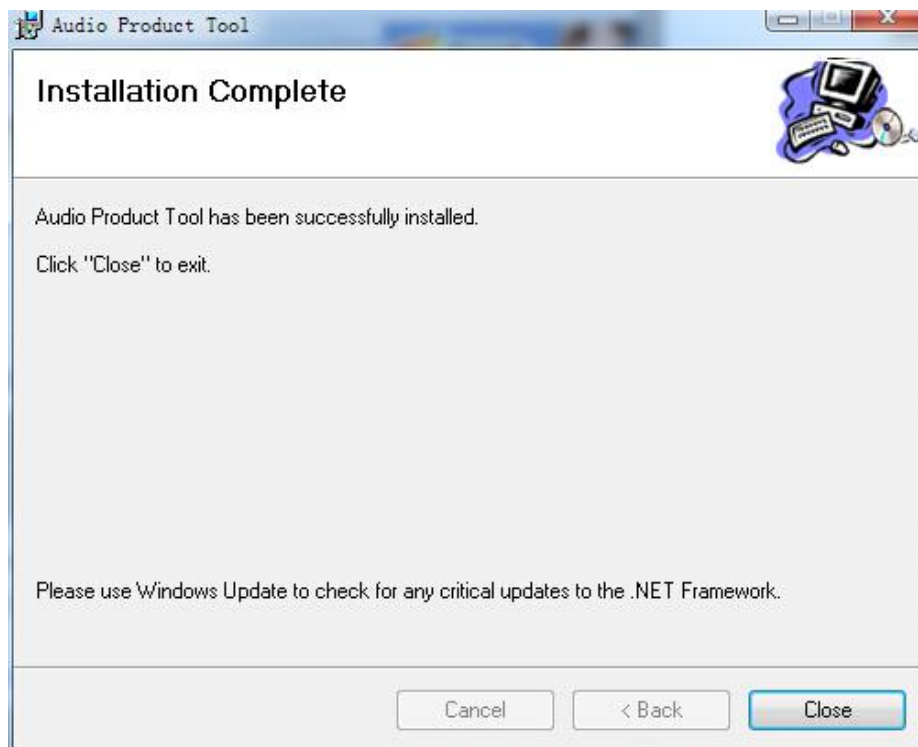 Audio Product Tool
Installation Complete
Audio Product Tool has been successfully installed.
Click "Close" to exit.
Please use Windows Update to check for any critical updates to the .NET Framework.
Cancel
< Back
Close